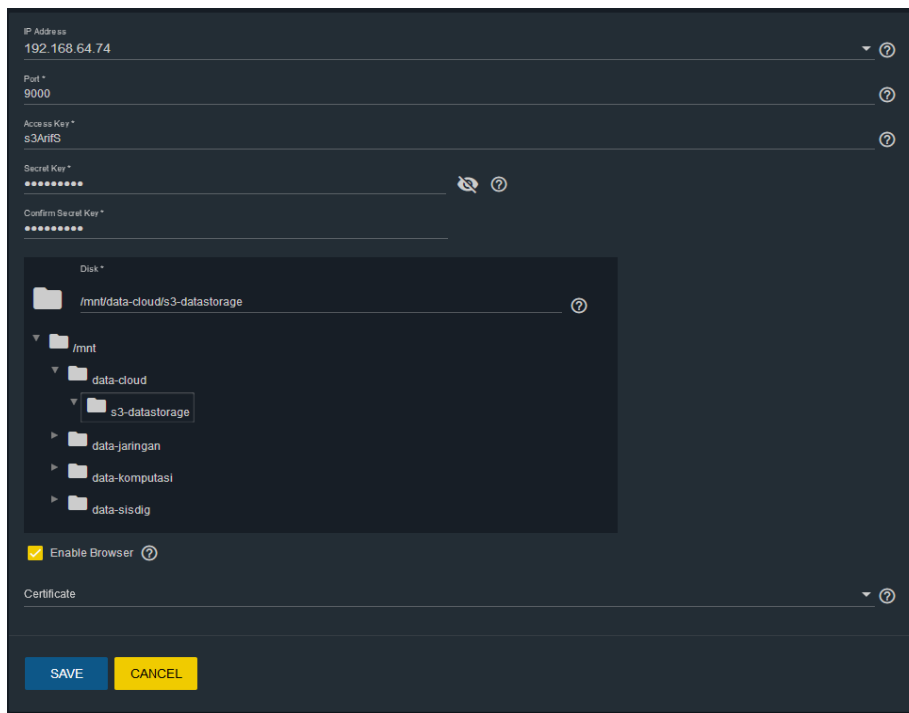 IP Address
192.168.64.74
Port *
9000
Access Key *
s3ArifS
Secret Key *
•••••••••
Confirm Secret Key *
•••••••••
Disk *
/mnt/data-cloud/s3-datastorage
/mnt
data-cloud
s3-datastorage
data-jaringan
data-komputasi
data-sisdig
Enable Browser
Certificate
SAVE CANCEL